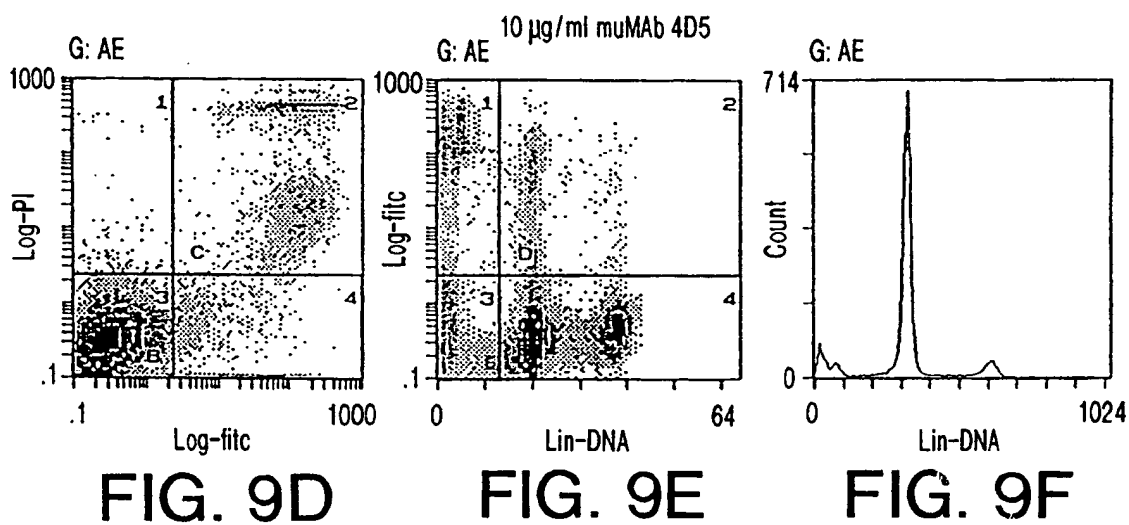 10 µg/ml muMAb 4D5
G: AE
1000
1
2
Log-PI
C
3
4
B
.1
.1
1000
Log-fitc
FIG. 9D
G: AE
1000
1
2
Log-fitc
D
3
4
E
.1
0
64
Lin-DNA
FIG. 9E
G: AE
714
Count
0
0
1024
Lin-DNA
FIG. 9F